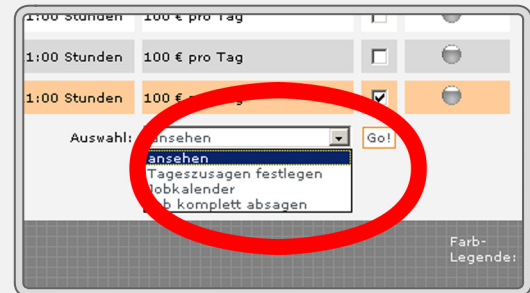 1:00 Stunden 100 € pro Tag
1:00 Stunden 100 € pro Tag
1:00 Stunden 100 €
Auswahl: ansehen Go!
ansehen
Tageszusagen festlegen
Jobkalender
komplett absagen
Farb-
Legende: